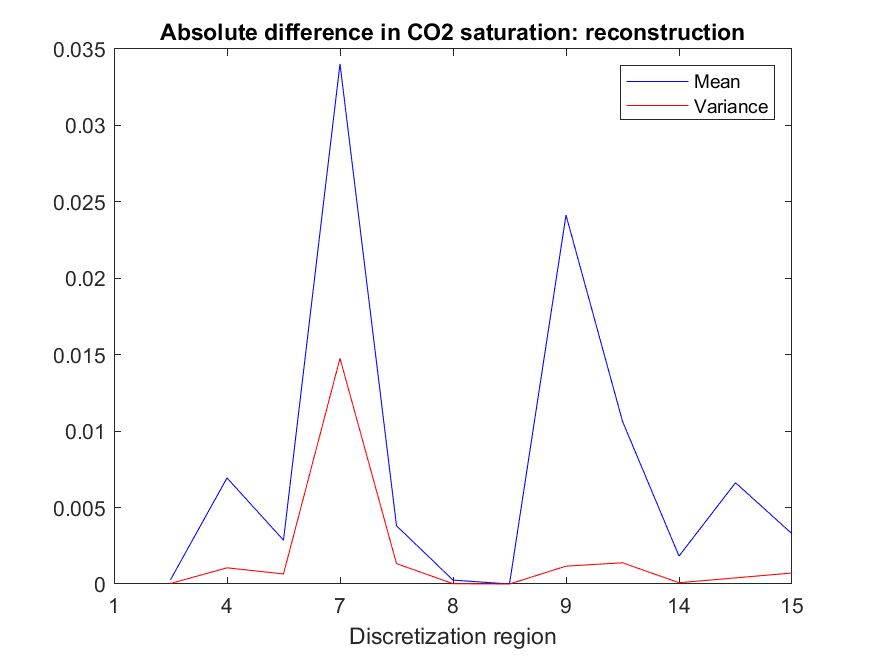 Absolute difference in CO2 saturation: reconstruction
0.035
0.03
0.025
0.02
0.015
0.01
0.005
0
Mean
Variance
1 4 7 8 9 14 15
Discretization region